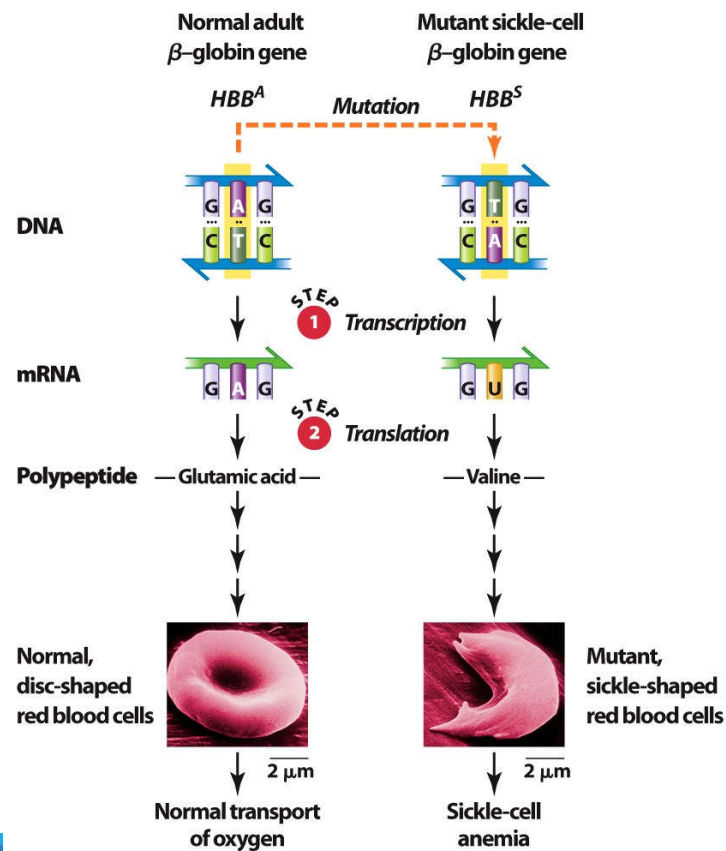 Normal adult
β–globin gene
Mutant sickle-cell
β–globin gene
HBB^A
Mutation
HBB^S
DNA
G A G
C T C
G T G
C A C
STEP
1 Transcription
mRNA
G A G
G U G
STEP
2 Translation
Polypeptide
— Glutamic acid —
— Valine —
Normal,
disc-shaped
red blood cells
Mutant,
sickle-shaped
red blood cells
2 μm
2 μm
Normal transport
of oxygen
Sickle-cell
anemia